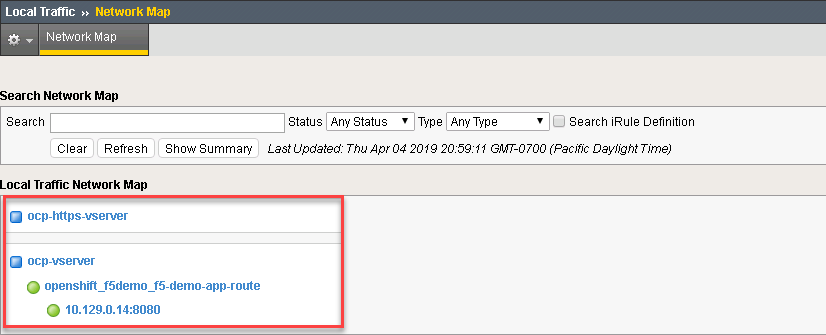 Local Traffic ›› Network Map
Network Map
Search Network Map
Search Status Any Status Type Any Type Search iRule Definition
Clear Refresh Show Summary Last Updated: Thu Apr 04 2019 20:59:11 GMT-0700 (Pacific Daylight Time)
Local Traffic Network Map
ocp-https-vserver
ocp-vserver
openshift_f5demo_f5-demo-app-route
10.129.0.14:8080